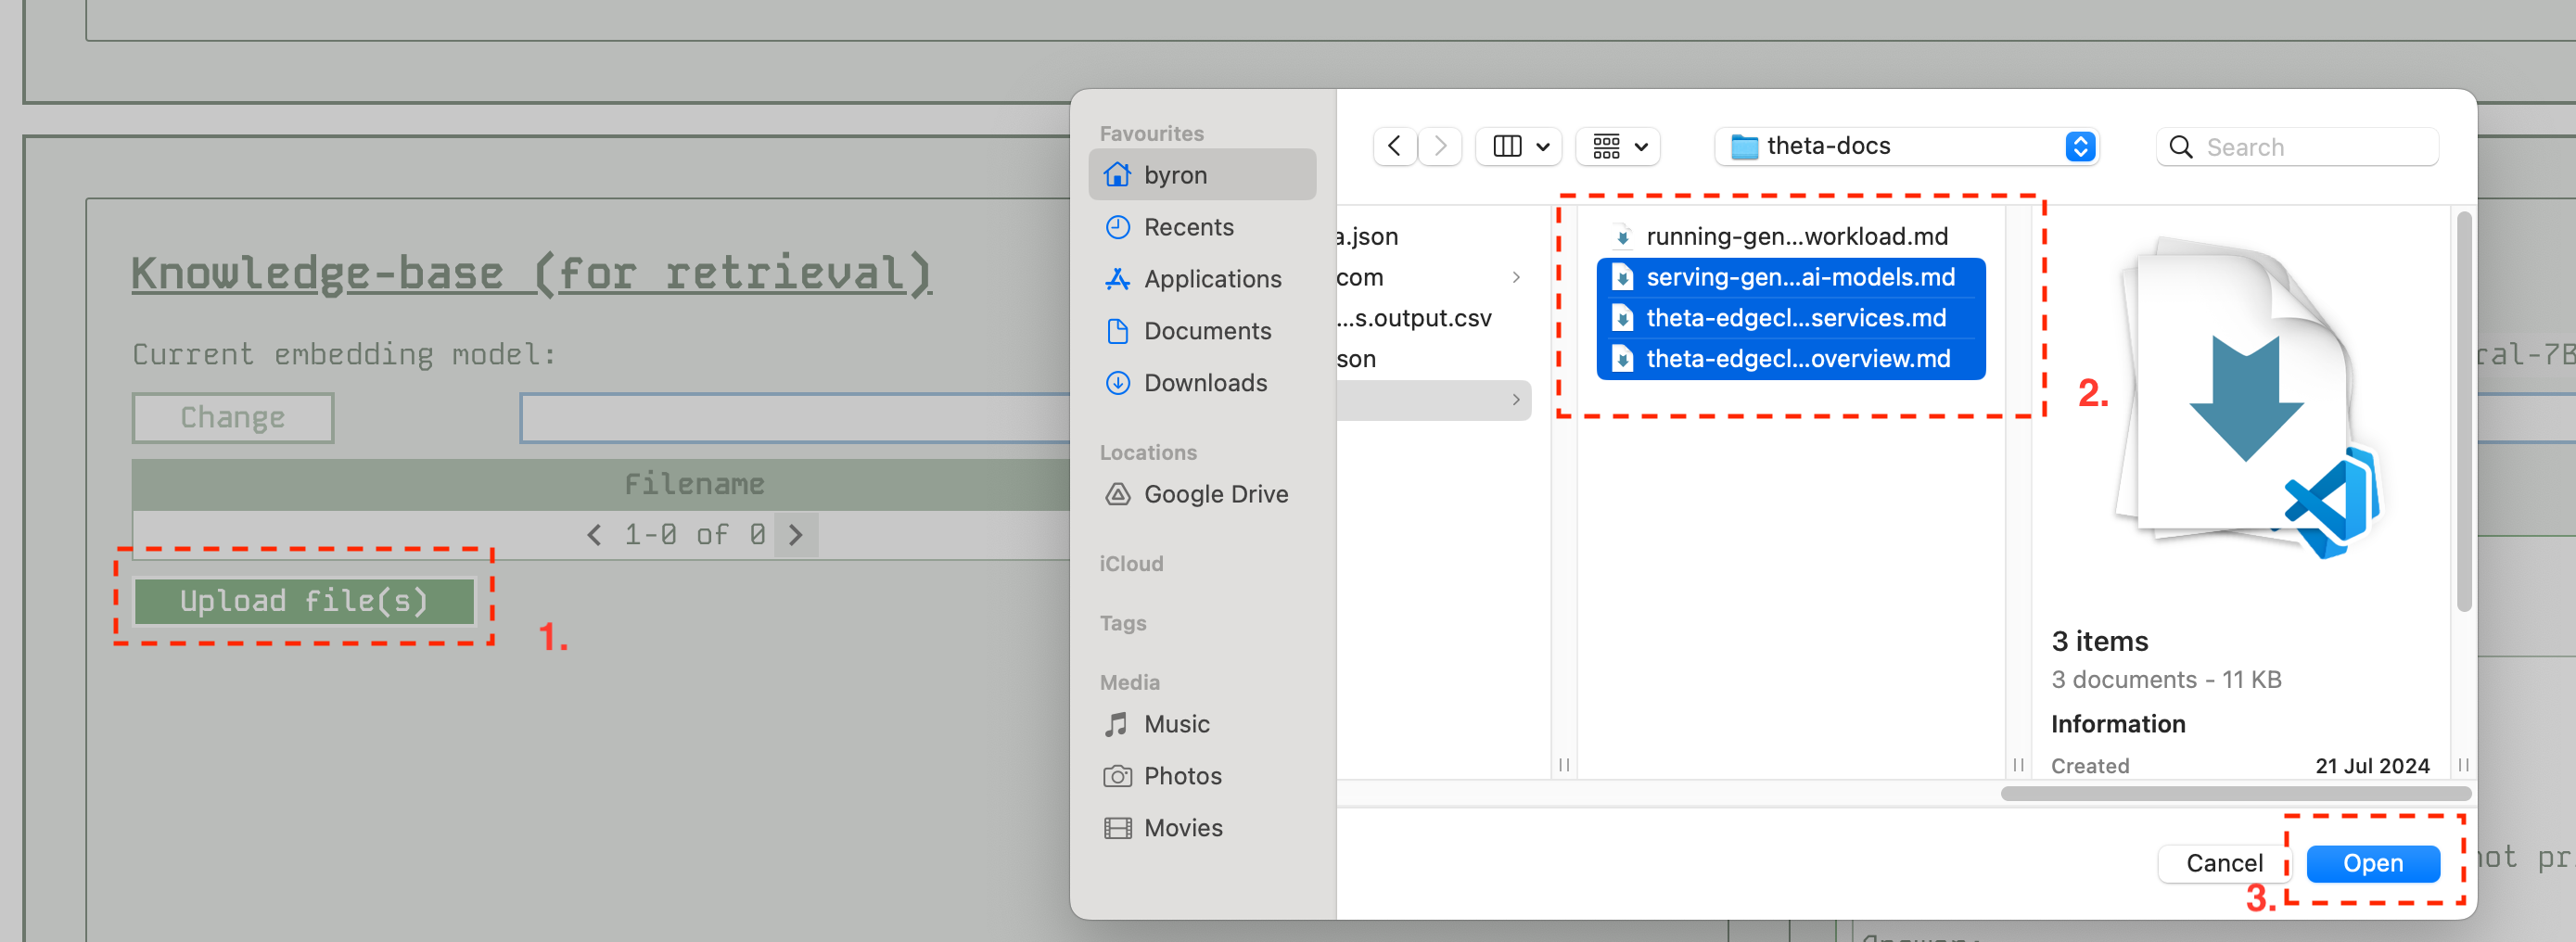 Knowledge-base (for retrieval)
Current embedding model:
Change
Filename
1-0 of 0
Upload file(s)
1.
Favourites
byron
Recents
Applications
Documents
Downloads
Locations
Google Drive
iCloud
Tags
Media
Music
Photos
Movies
theta-docs
Search
a.json
com
...s.output.csv
son
running-gen...workload.md
serving-gen...ai-models.md
theta-edgecl...services.md
theta-edgecl...overview.md
2.
3 items
3 documents - 11 KB
Information
Created 21 Jul 2024
Cancel
Open
3.
ral-7B
not pr